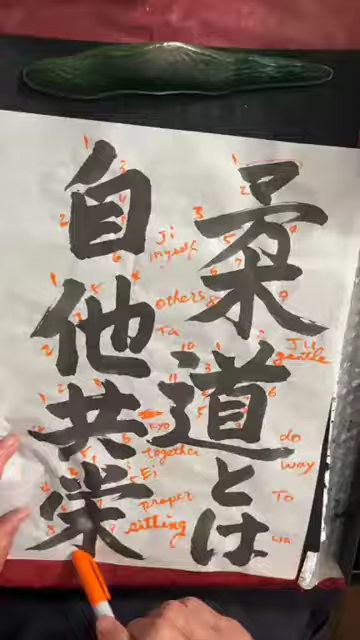 柔道とは
自他共栄
Ji
myself
others
Ta
Kyo
together
Ei
proper
sitting
Ju
gentle
do
way
To
wa